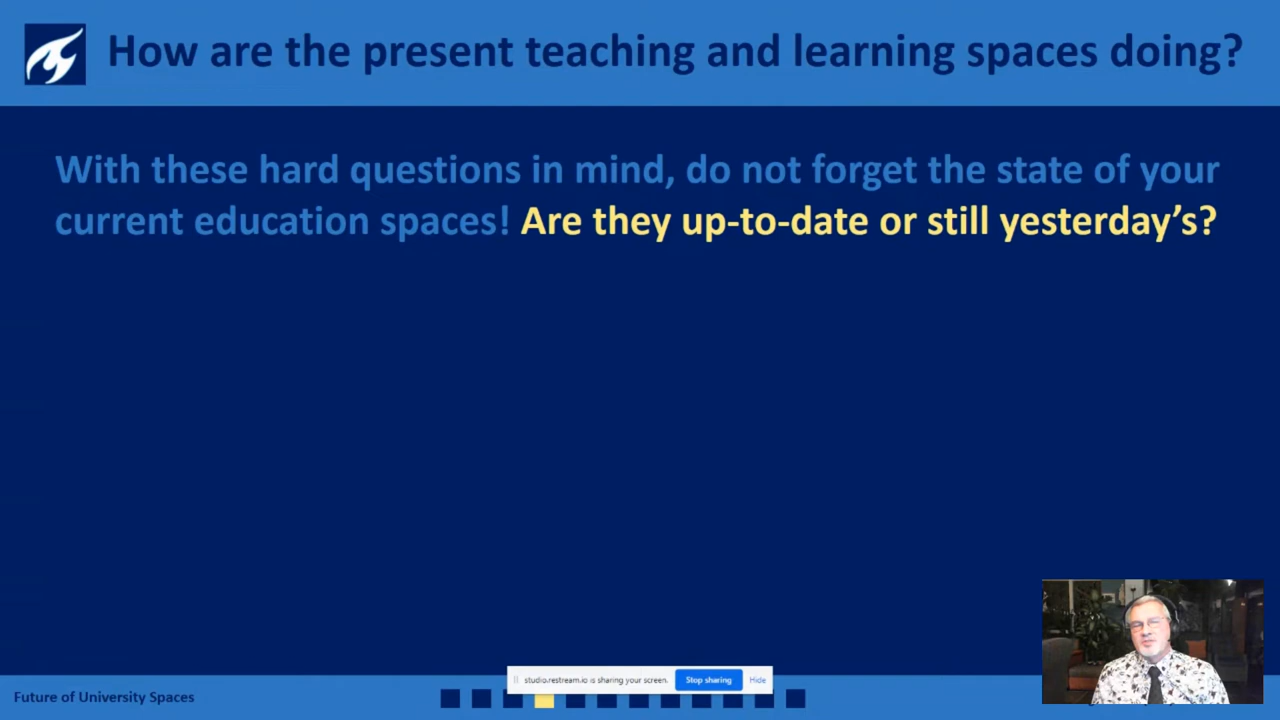 How are the present teaching and learning spaces doing?
With these hard questions in mind, do not forget the state of your
current education spaces! Are they up-to-date or still yesterday's?
studio.restream.io is sharing your screen. Stop sharing Hide
Future of University Spaces